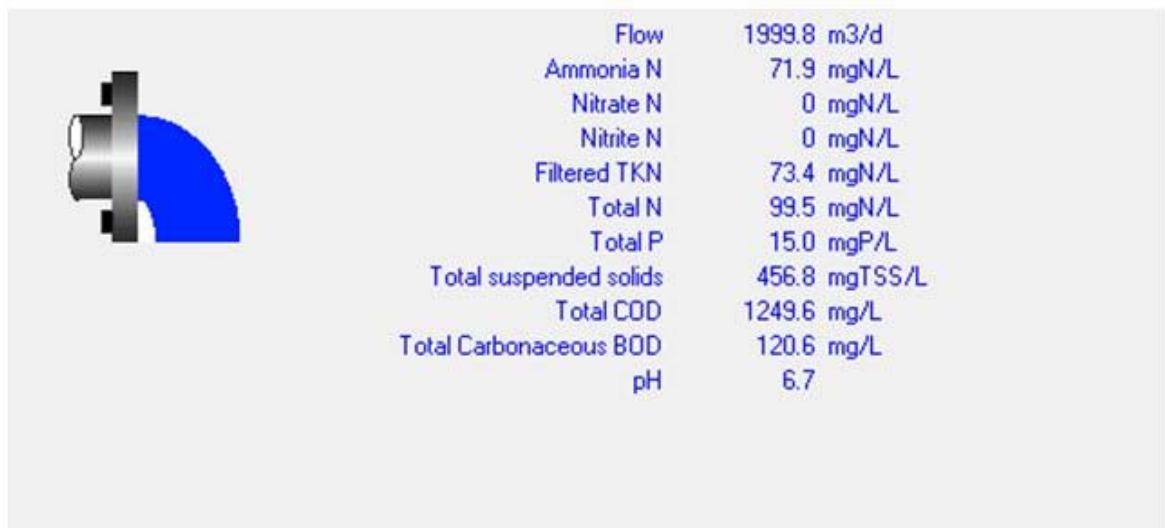 Flow 1999.8 m3/d
Ammonia N 71.9 mgN/L
Nitrate N 0 mgN/L
Nitrite N 0 mgN/L
Filtered TKN 73.4 mgN/L
Total N 99.5 mgN/L
Total P 15.0 mgP/L
Total suspended solids 456.8 mgTSS/L
Total COD 1249.6 mg/L
Total Carbonaceous BOD 120.6 mg/L
pH 6.7